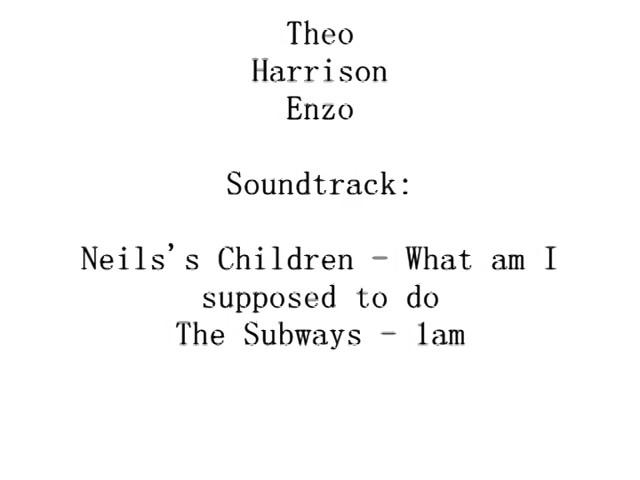 Theo
Harrison
Enzo
Soundtrack:
Neils's Children - What am I
supposed to do
The Subways - 1am